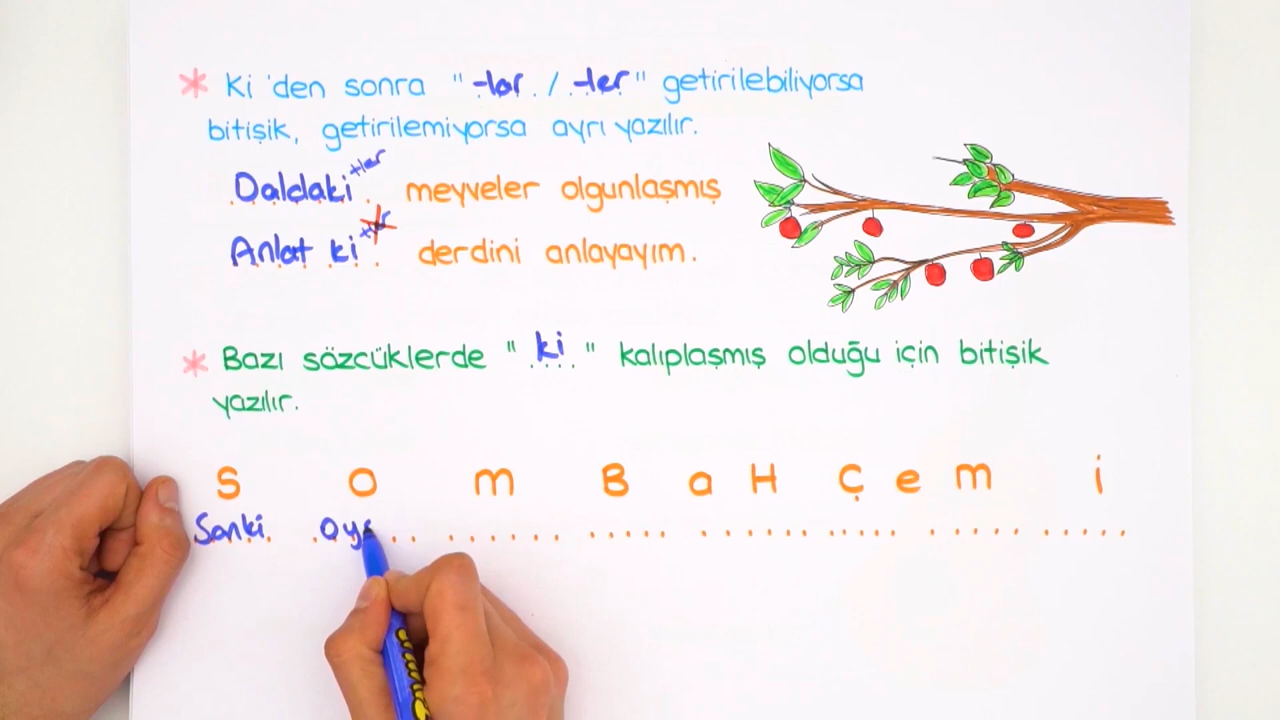 * Ki 'den sonra "-lar / -ler" getirilebiliyorsa
bitişik, getirilemiyorsa ayrı yazılır.
Daldaki +ler meyveler olgunlaşmış
Anlat ki +ler derdini anlayayım.
* Bazı sözcüklerde "ki" kalıplaşmış olduğu için bitişik
yazılır.
S O m B a H Ç e m i
Sanki Oys